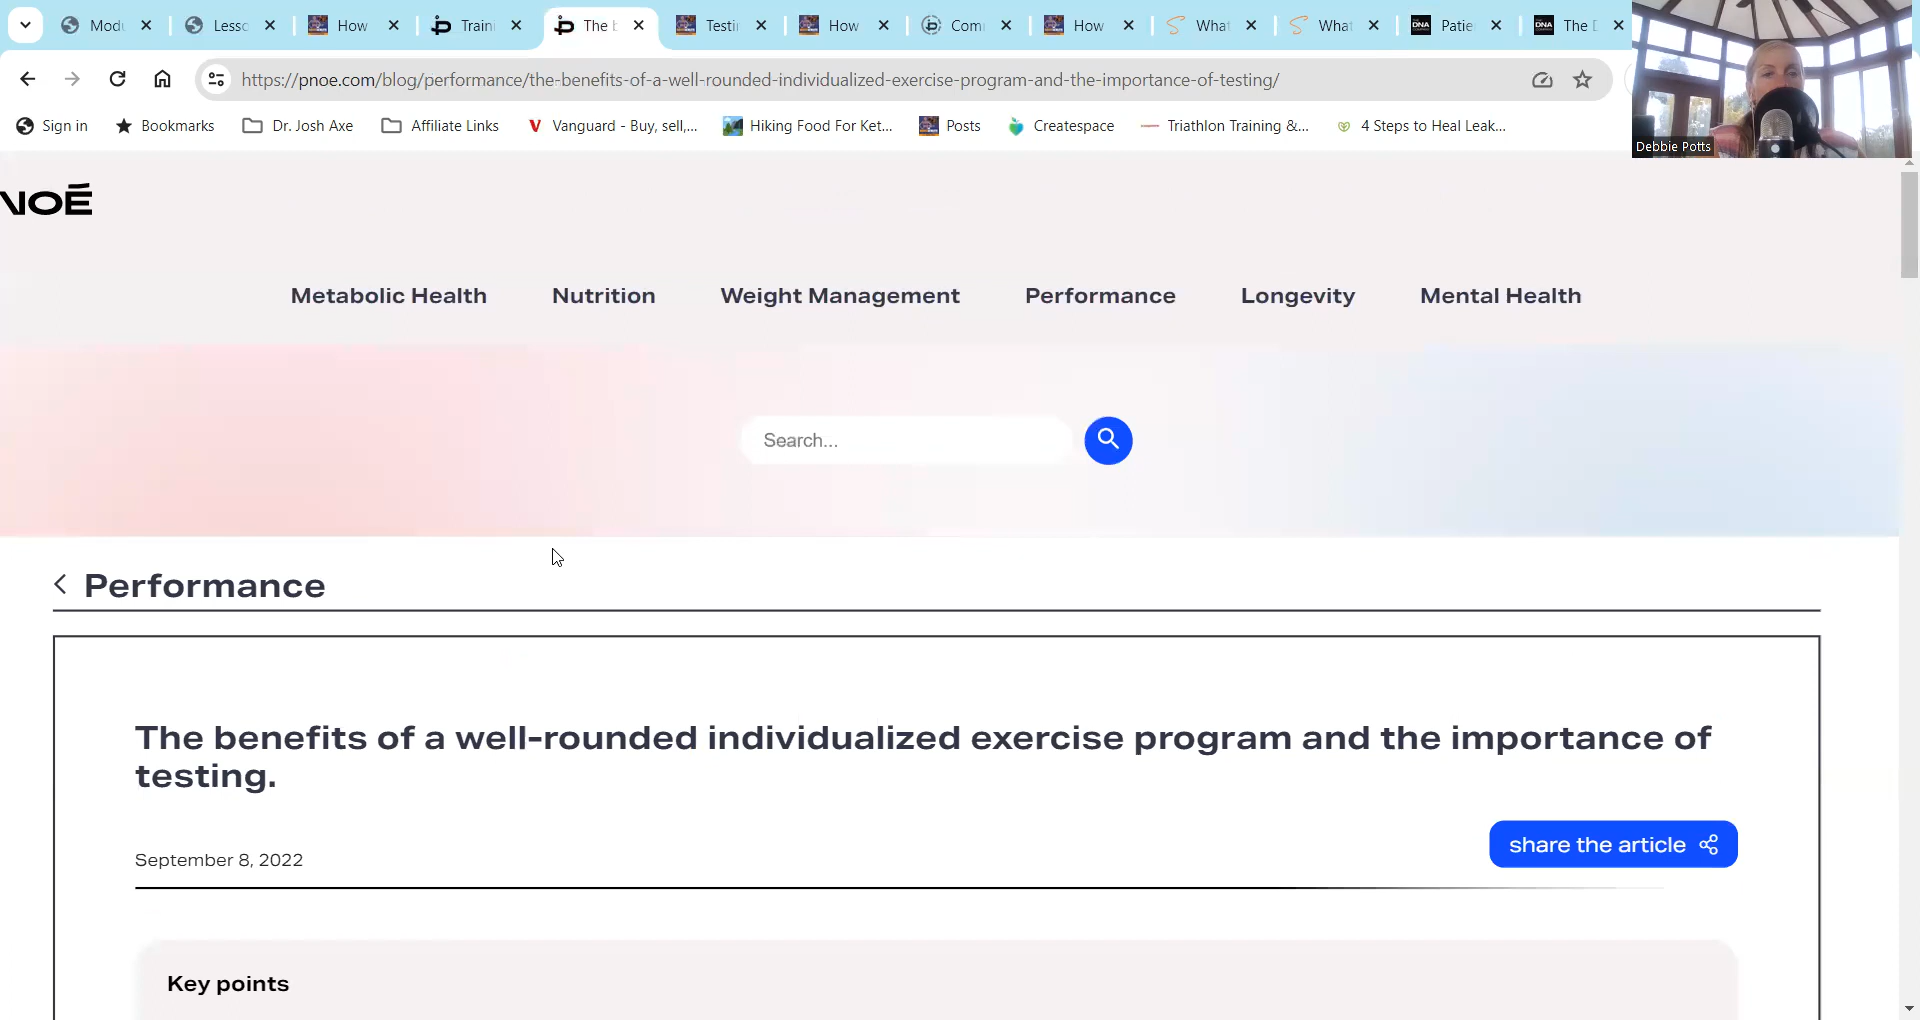 Modu
Lesso
How
Traini
The b
Testi
How
Com
How
What
What
Patie
The D
https://pnoe.com/blog/performance/the-benefits-of-a-well-rounded-individualized-exercise-program-and-the-importance-of-testing/
Sign in
Bookmarks
Dr. Josh Axe
Affiliate Links
Vanguard - Buy, sell,...
Hiking Food For Ket...
Posts
Createspace
Triathlon Training &...
4 Steps to Heal Leak...
Debbie Potts
NOÉ
Metabolic Health
Nutrition
Weight Management
Performance
Longevity
Mental Health
Search...
Performance
The benefits of a well-rounded individualized exercise program and the importance of
testing.
September 8, 2022
share the article
Key points